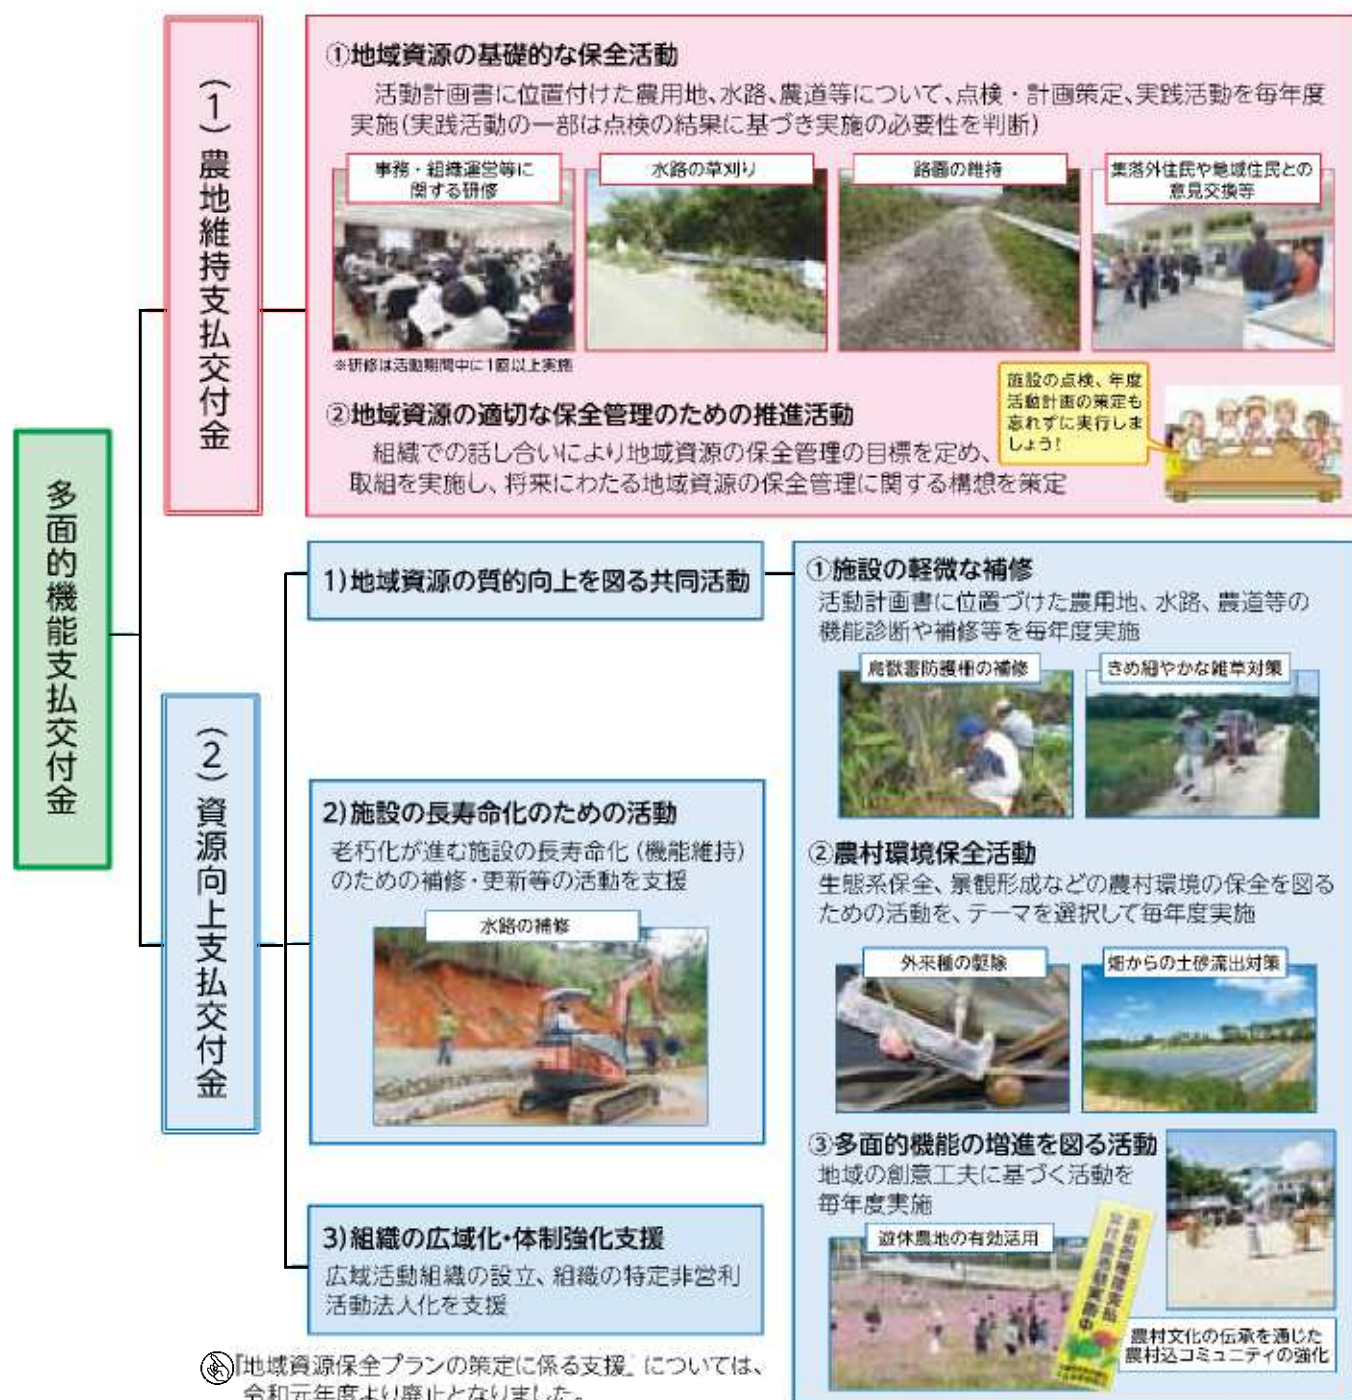 多面的機能支払交付金
(1)農地維持支払交付金
①地域資源の基礎的な保全活動
活動計画書に位置付けた農用地、水路、農道等について、点検・計画策定、実践活動を毎年度
実施(実践活動の一部は点検の結果に基づき実施の必要性を判断)
事務・組織運営等に
関する研修
水路の草刈り
路面の維持
集落外住民や地域住民との
意見交換等
※研修は活動期間中に1回以上実施
②地域資源の適切な保全管理のための推進活動
組織での話し合いにより地域資源の保全管理の目標を定め、
取組を実施し、将来にわたる地域資源の保全管理に関する構想を策定
施設の点検、年度
活動計画の策定も
忘れずに実行しま
しょう!
(2)資源向上支払交付金
1)地域資源の質的向上を図る共同活動
①施設の軽微な補修
活動計画書に位置づけた農用地、水路、農道等の
機能診断や補修等を毎年度実施
鳥獣害防護柵の補修
きめ細やかな雑草対策
②農村環境保全活動
生態系保全、景観形成などの農村環境の保全を図る
ための活動を、テーマを選択して毎年度実施
外来種の駆除
畑からの土砂流出対策
③多面的機能の増進を図る活動
地域の創意工夫に基づく活動を
毎年度実施
遊休農地の有効活用
多面的機能支払
交付金活動実施中
農村文化の伝承を通じた
農村込コミュニティの強化
2)施設の長寿命化のための活動
老朽化が進む施設の長寿命化(機能維持)
のための補修・更新等の活動を支援
水路の補修
3)組織の広域化・体制強化支援
広域活動組織の設立、組織の特定非営利
活動法人化を支援
『地域資源保全プランの策定に係る支援』については、
令和元年度より廃止となりました。